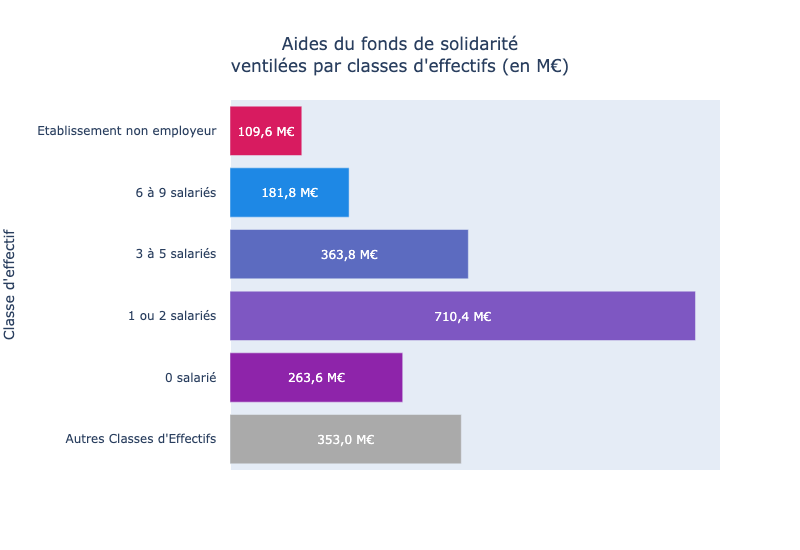 Aides du fonds de solidarité
ventilées par classes d'effectifs (en M€)
Classe d'effectif
Etablissement non employeur
109,6 M€
6 à 9 salariés
181,8 M€
3 à 5 salariés
363,8 M€
1 ou 2 salariés
710,4 M€
0 salarié
263,6 M€
Autres Classes d'Effectifs
353,0 M€